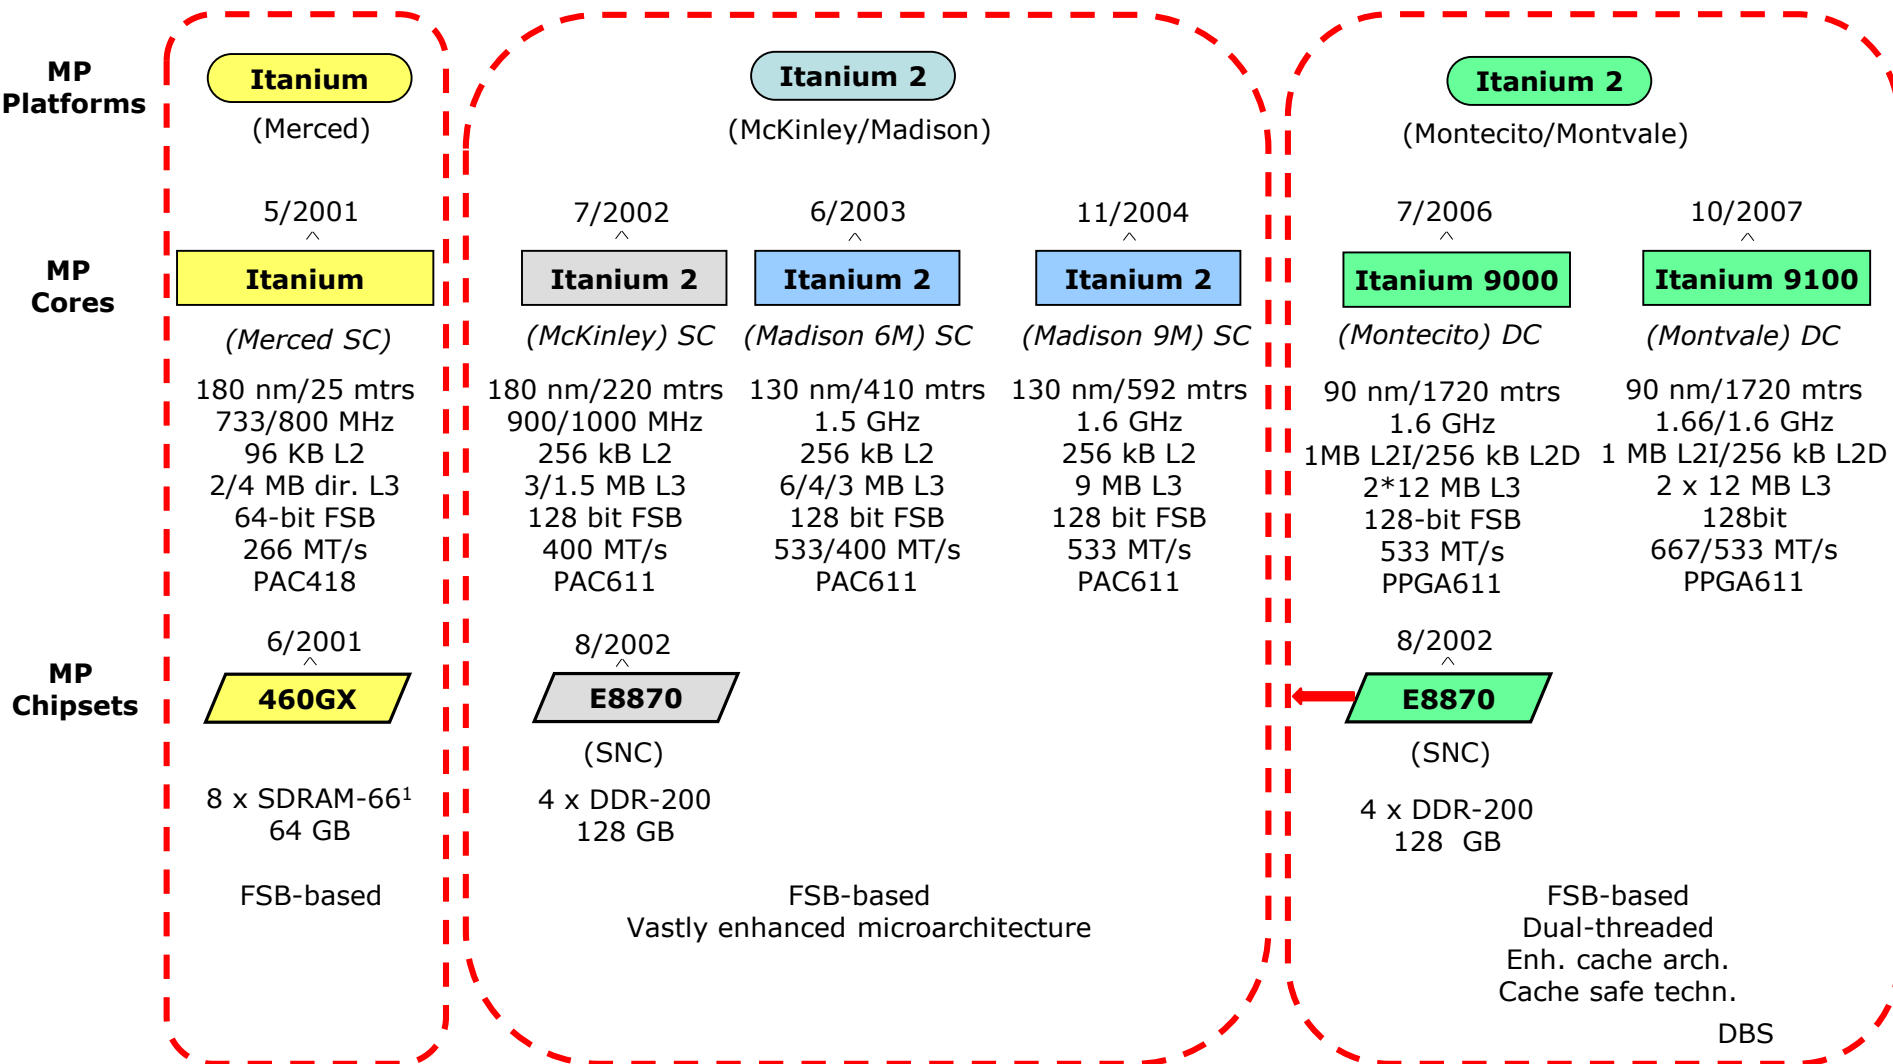 MP
Platforms
Itanium
(Merced)
Itanium 2
(McKinley/Madison)
Itanium 2
(Montecito/Montvale)
MP
Cores
5/2001
Itanium
(Merced SC)
180 nm/25 mtrs
733/800 MHz
96 KB L2
2/4 MB dir. L3
64-bit FSB
266 MT/s
PAC418
7/2002
Itanium 2
(McKinley) SC
180 nm/220 mtrs
900/1000 MHz
256 kB L2
3/1.5 MB L3
128 bit FSB
400 MT/s
PAC611
6/2003
Itanium 2
(Madison 6M) SC
130 nm/410 mtrs
1.5 GHz
256 kB L2
6/4/3 MB L3
128 bit FSB
533/400 MT/s
PAC611
11/2004
Itanium 2
(Madison 9M) SC
130 nm/592 mtrs
1.6 GHz
256 kB L2
9 MB L3
128 bit FSB
533 MT/s
PAC611
7/2006
Itanium 9000
(Montecito) DC
90 nm/1720 mtrs
1.6 GHz
1MB L2I/256 kB L2D
2*12 MB L3
128-bit FSB
533 MT/s
PPGA611
10/2007
Itanium 9100
(Montvale) DC
90 nm/1720 mtrs
1.66/1.6 GHz
1 MB L2I/256 kB L2D
2 x 12 MB L3
128bit
667/533 MT/s
PPGA611
MP
Chipsets
6/2001
460GX
8 x SDRAM-66¹
64 GB
FSB-based
8/2002
E8870
(SNC)
4 x DDR-200
128 GB
FSB-based
Vastly enhanced microarchitecture
8/2002
E8870
(SNC)
4 x DDR-200
128 GB
FSB-based
Dual-threaded
Enh. cache arch.
Cache safe techn.
DBS